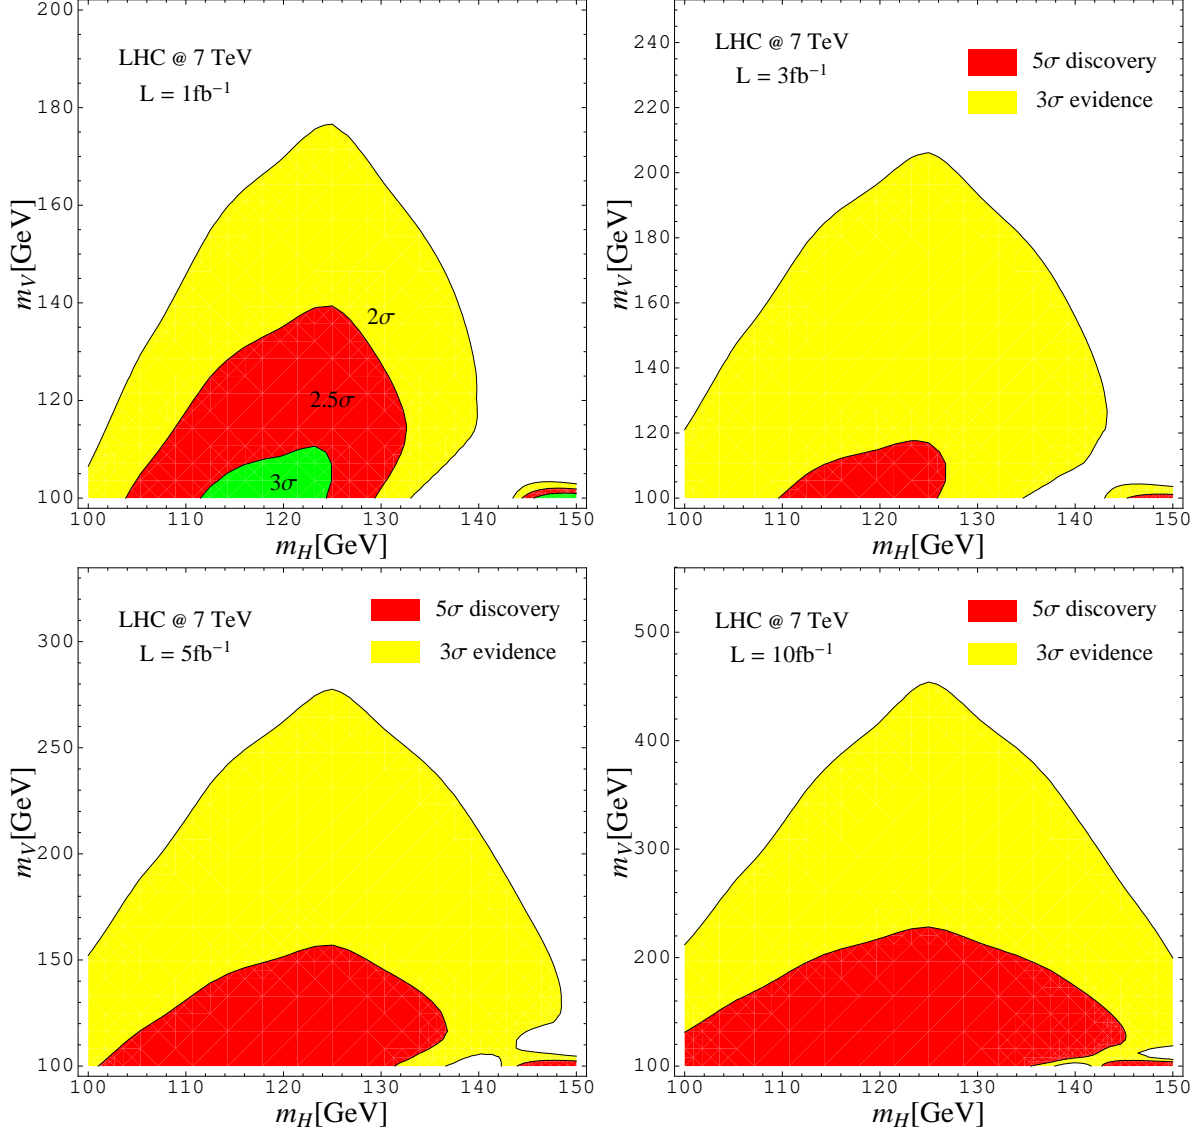 200
180
160
140
120
100
m_V[GeV]
LHC @ 7 TeV
L = 1fb⁻¹
2σ
2.5σ
3σ
100 110 120 130 140 150
m_H[GeV]
240
220
200
180
160
140
120
100
m_V[GeV]
LHC @ 7 TeV
L = 3fb⁻¹
5σ discovery
3σ evidence
100 110 120 130 140 150
m_H[GeV]
300
250
200
150
100
m_V[GeV]
LHC @ 7 TeV
L = 5fb⁻¹
5σ discovery
3σ evidence
100 110 120 130 140 150
m_H[GeV]
500
400
300
200
100
m_V[GeV]
LHC @ 7 TeV
L = 10fb⁻¹
5σ discovery
3σ evidence
100 110 120 130 140 150
m_H[GeV]